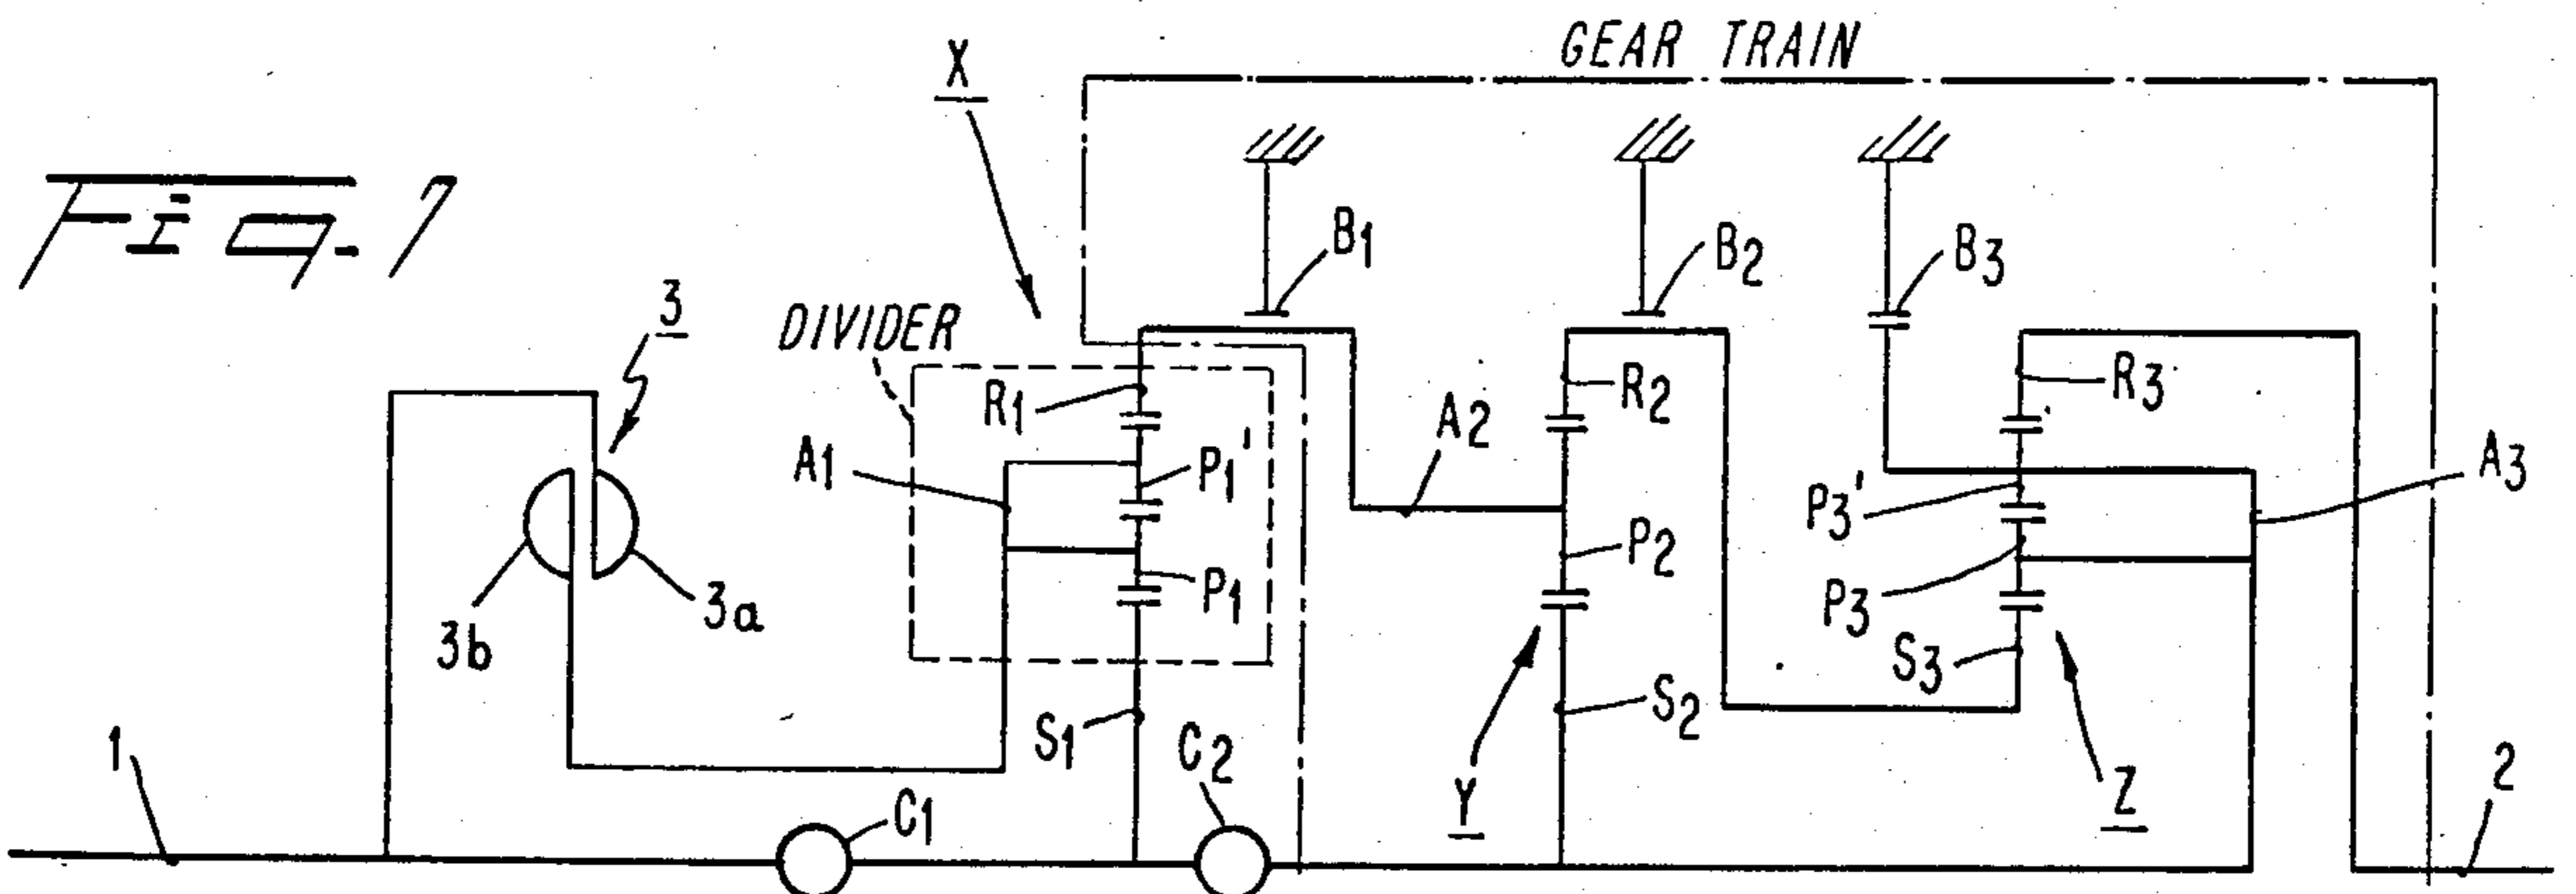 GEAR TRAIN
X
Fig. 7
B1
B2
B3
3
DIVIDER
R1
R2
R3
A1
A2
A3
P1'
P3'
P2
P1
P3
3a
3b
S1
S2
S3
C2
C1
Y
Z
1
2